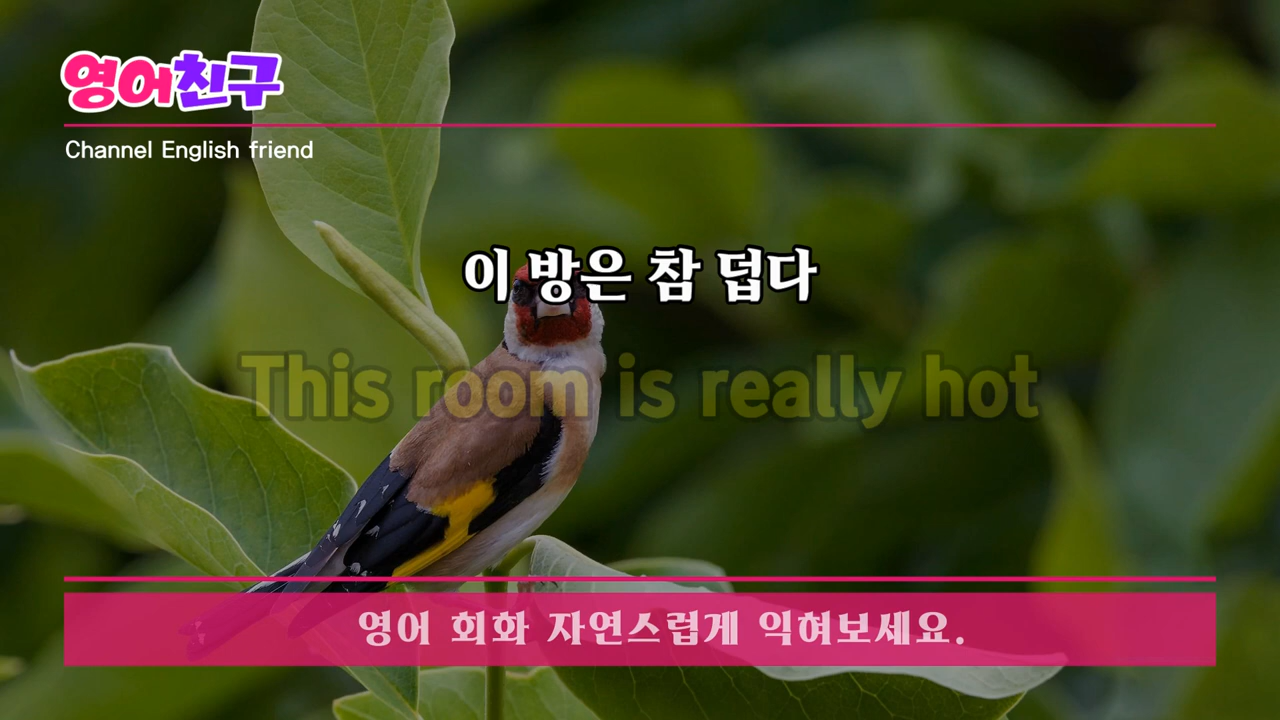 영어친구
Channel English friend
이 방은 참 덥다
This room is really hot
영어 회화 자연스럽게 익혀보세요.